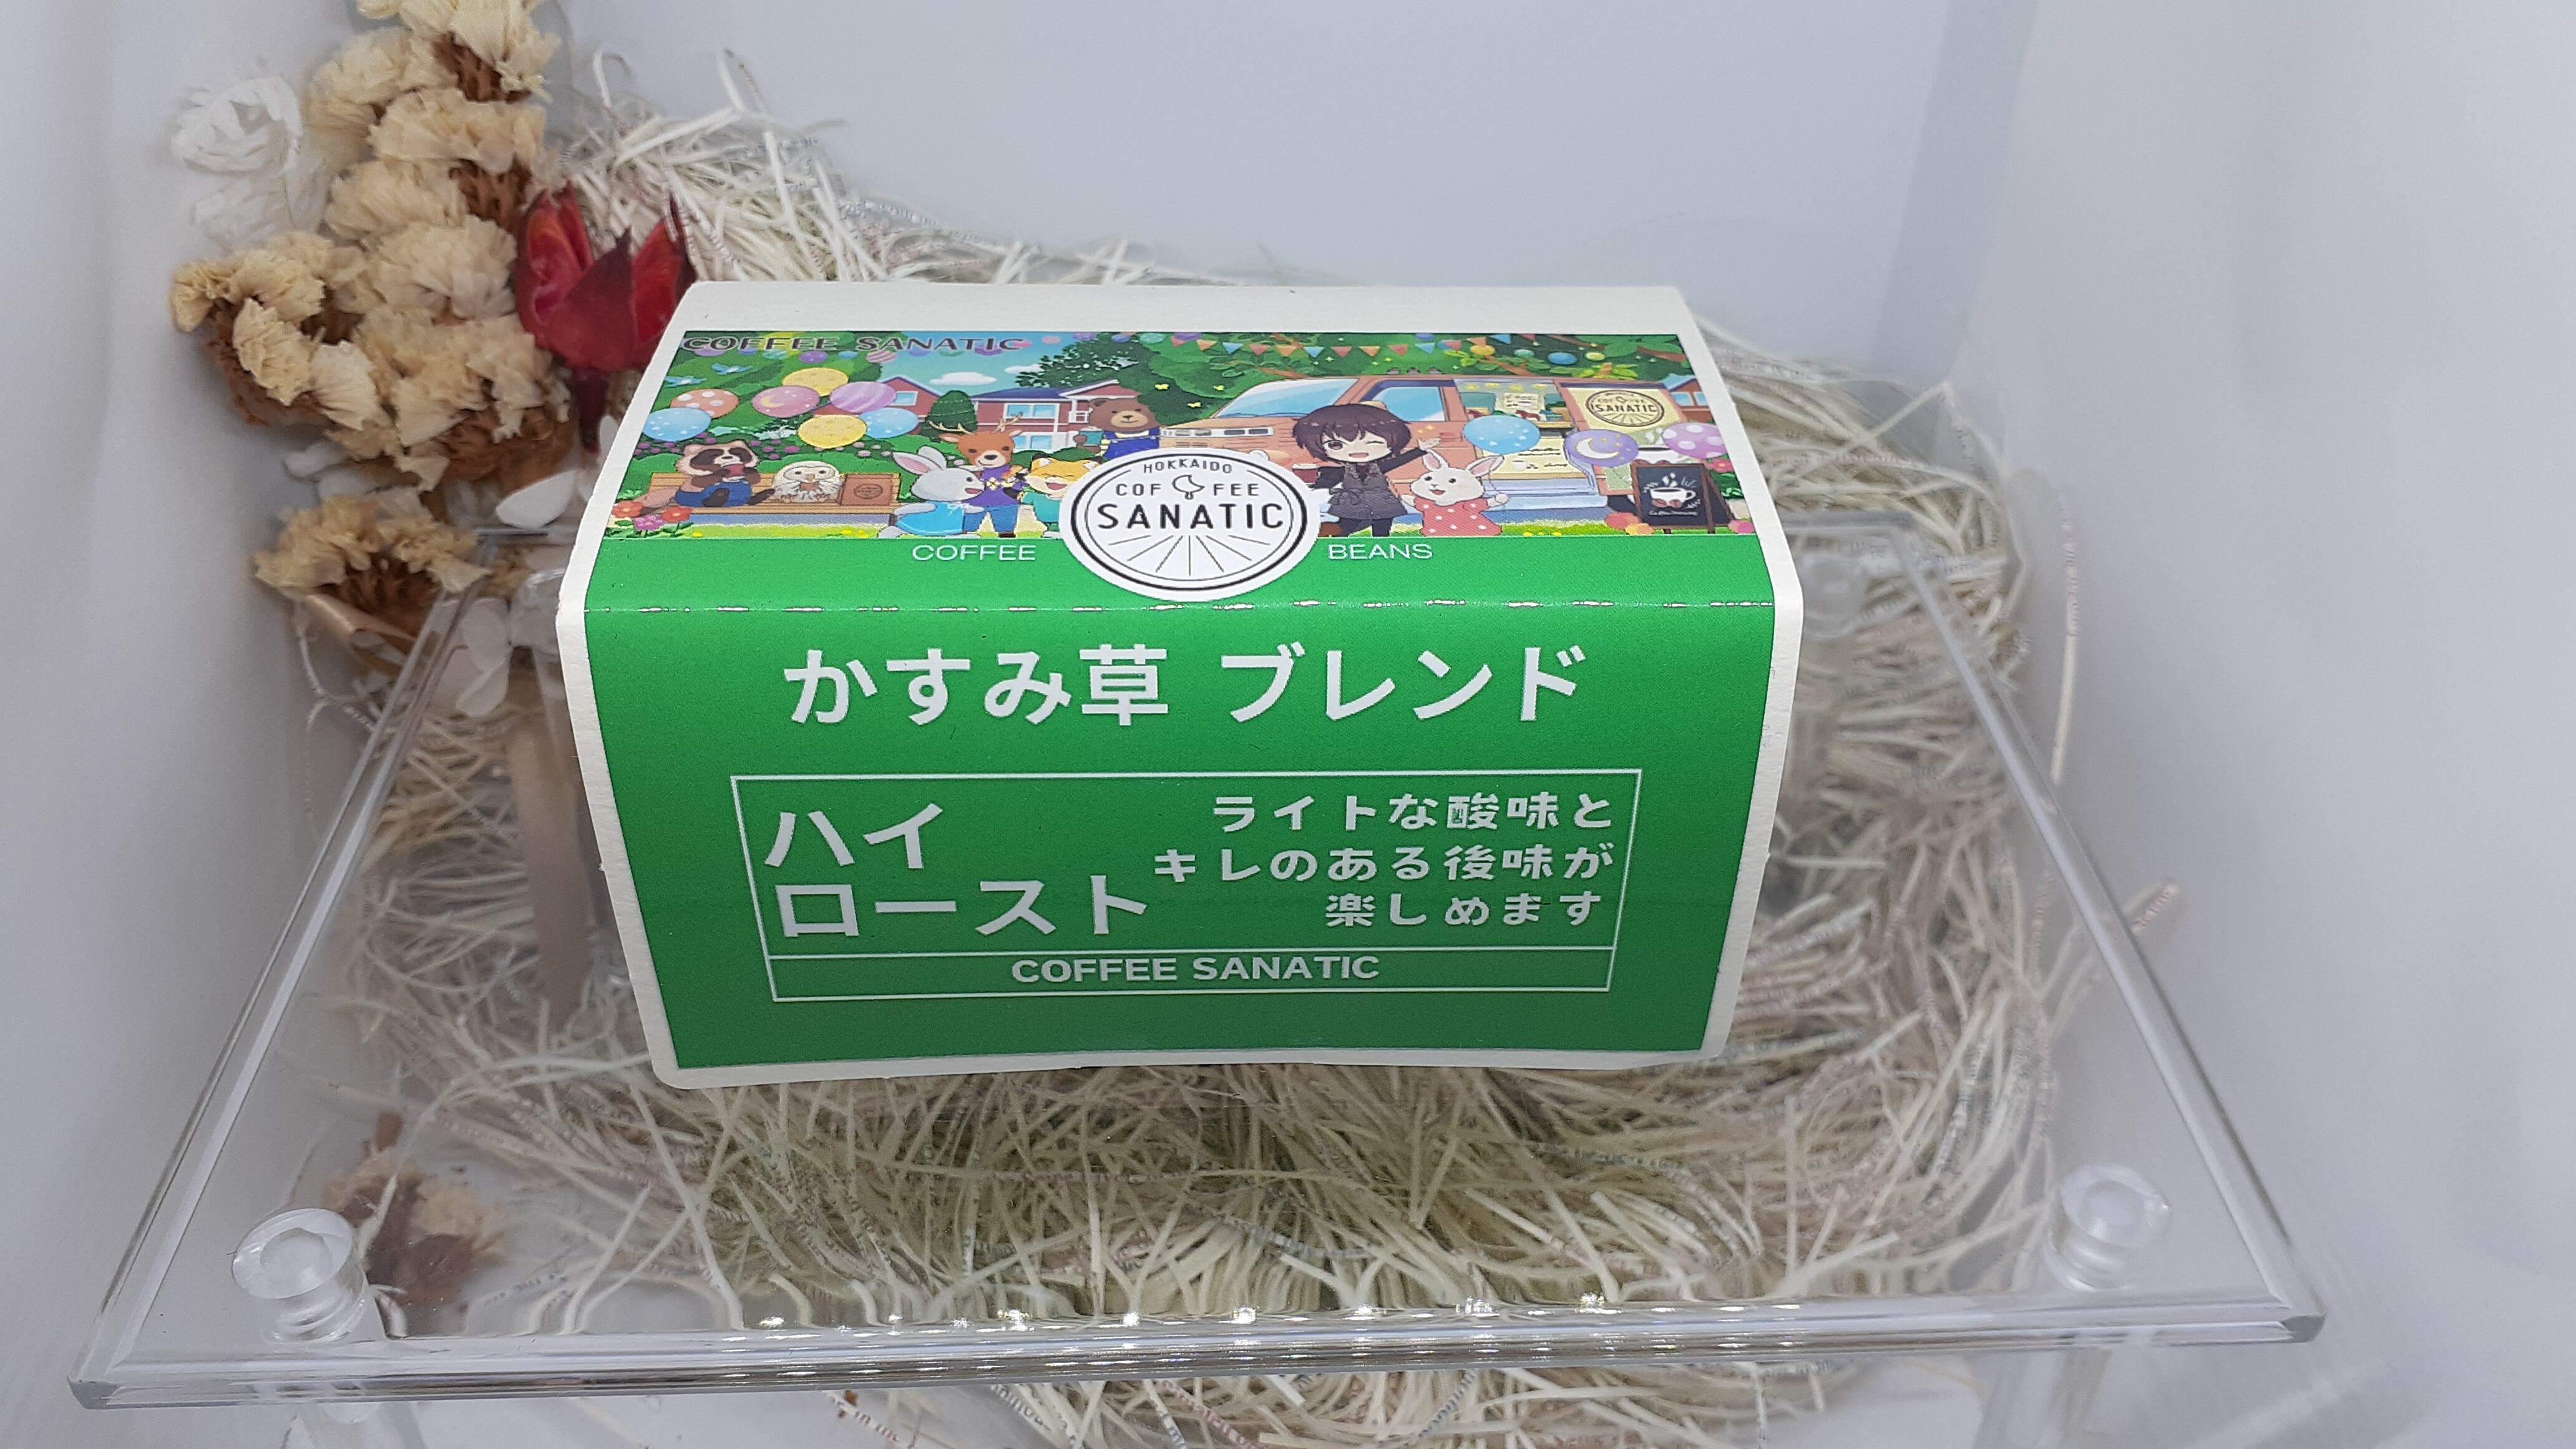 COFFEE SANATIC
COFFEE
SANATIC
HOKKAIDO
COFFEE
SANATIC
COFFEE BEANS
かすみ草 ブレンド
ハイ
ロースト
ライトな酸味と
キレのある後味が
楽しめます
COFFEE SANATIC